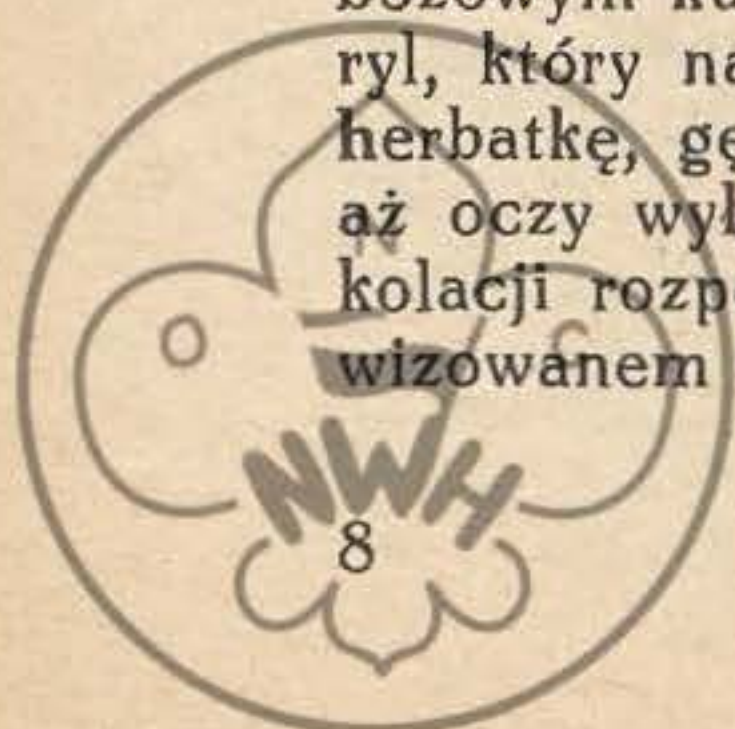 ryl, który na
herbatkę, gę
aż oczy wył
kolacji rozp
wizowanem
NWH
8